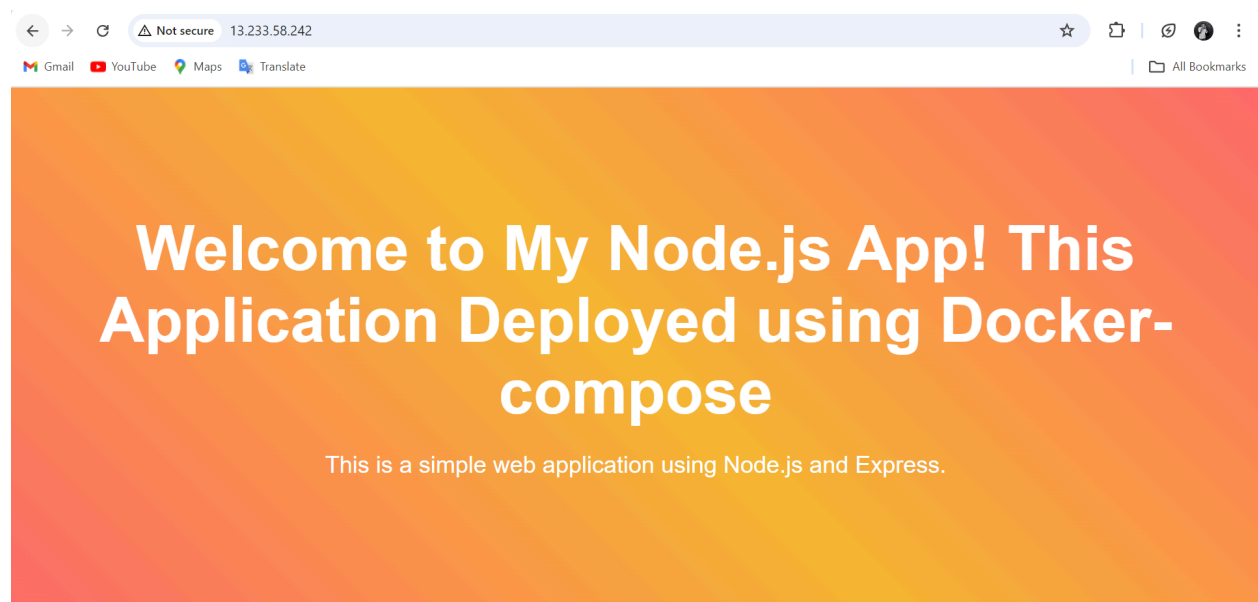 Not secure 13.233.58.242
Gmail YouTube Maps Translate All Bookmarks
Welcome to My Node.js App! This
Application Deployed using Docker-
compose
This is a simple web application using Node.js and Express.